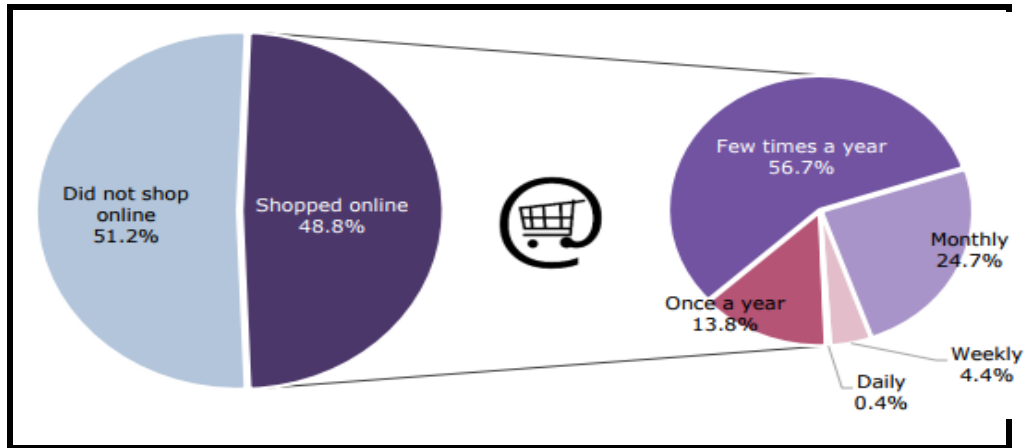 Did not shop
online
51.2%
Shopped online
48.8%
Few times a year
56.7%
Monthly
24.7%
Once a year
13.8%
Weekly
4.4%
Daily
0.4%